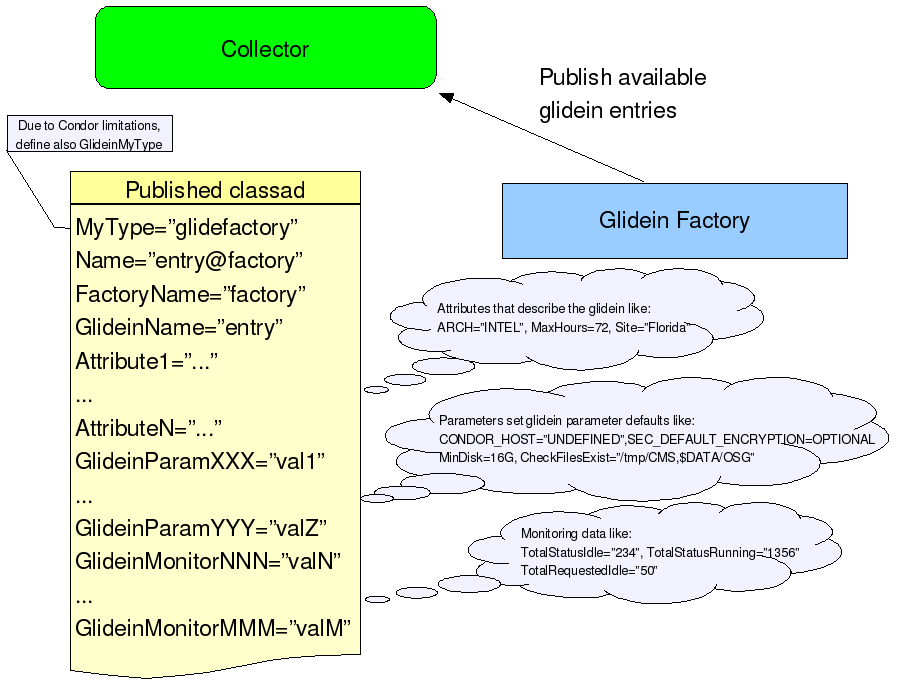 Collector
Publish available
glidein entries
Due to Condor limitations,
define also GlideinMyType
Published classad
Glidein Factory
MyType=”glidefactory”
Name=”entry@factory”
FactoryName=”factory”
GlideinName=”entry”
Attribute1=”...”
...
AttributeN=”...”
GlideinParamXXX=”val1”
...
GlideinParamYYY=”valZ”
GlideinMonitorNNN=”valN”
...
GlideinMonitorMMM=”valM”
Attributes that describe the glidein like:
ARCH=”INTEL”, MaxHours=72, Site=”Florida”
Parameters set glidein parameter defaults like:
CONDOR_HOST=”UNDEFINED”,SEC_DEFAULT_ENCRYPTION=OPTIONAL
MinDisk=16G, CheckFilesExist=”/tmp/CMS,$DATA/OSG”
Monitoring data like:
TotalStatusIdle=”234”, TotalStatusRunning=”1356”
TotalRequestedIdle=”50”